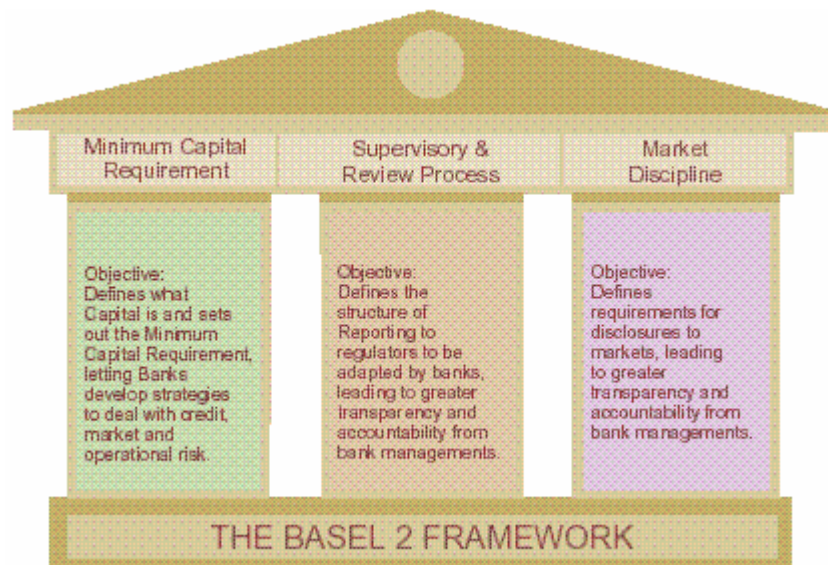 Minimum Capital
Requirement
Supervisory &
Review Process
Market
Discipline
Objective:
Defines what
Capital is and sets
out the Minimum
Capital Requirement,
letting Banks
develop strategies
to deal with credit,
market and
operational risk.
Objective:
Defines the
structure of
Reporting to
regulators to be
adapted by banks,
leading to greater
transparency and
accountability from
bank managements.
Objective:
Defines
requirements for
disclosures to
markets, leading
to greater
transparency and
accountability from
bank managements.
THE BASEL 2 FRAMEWORK